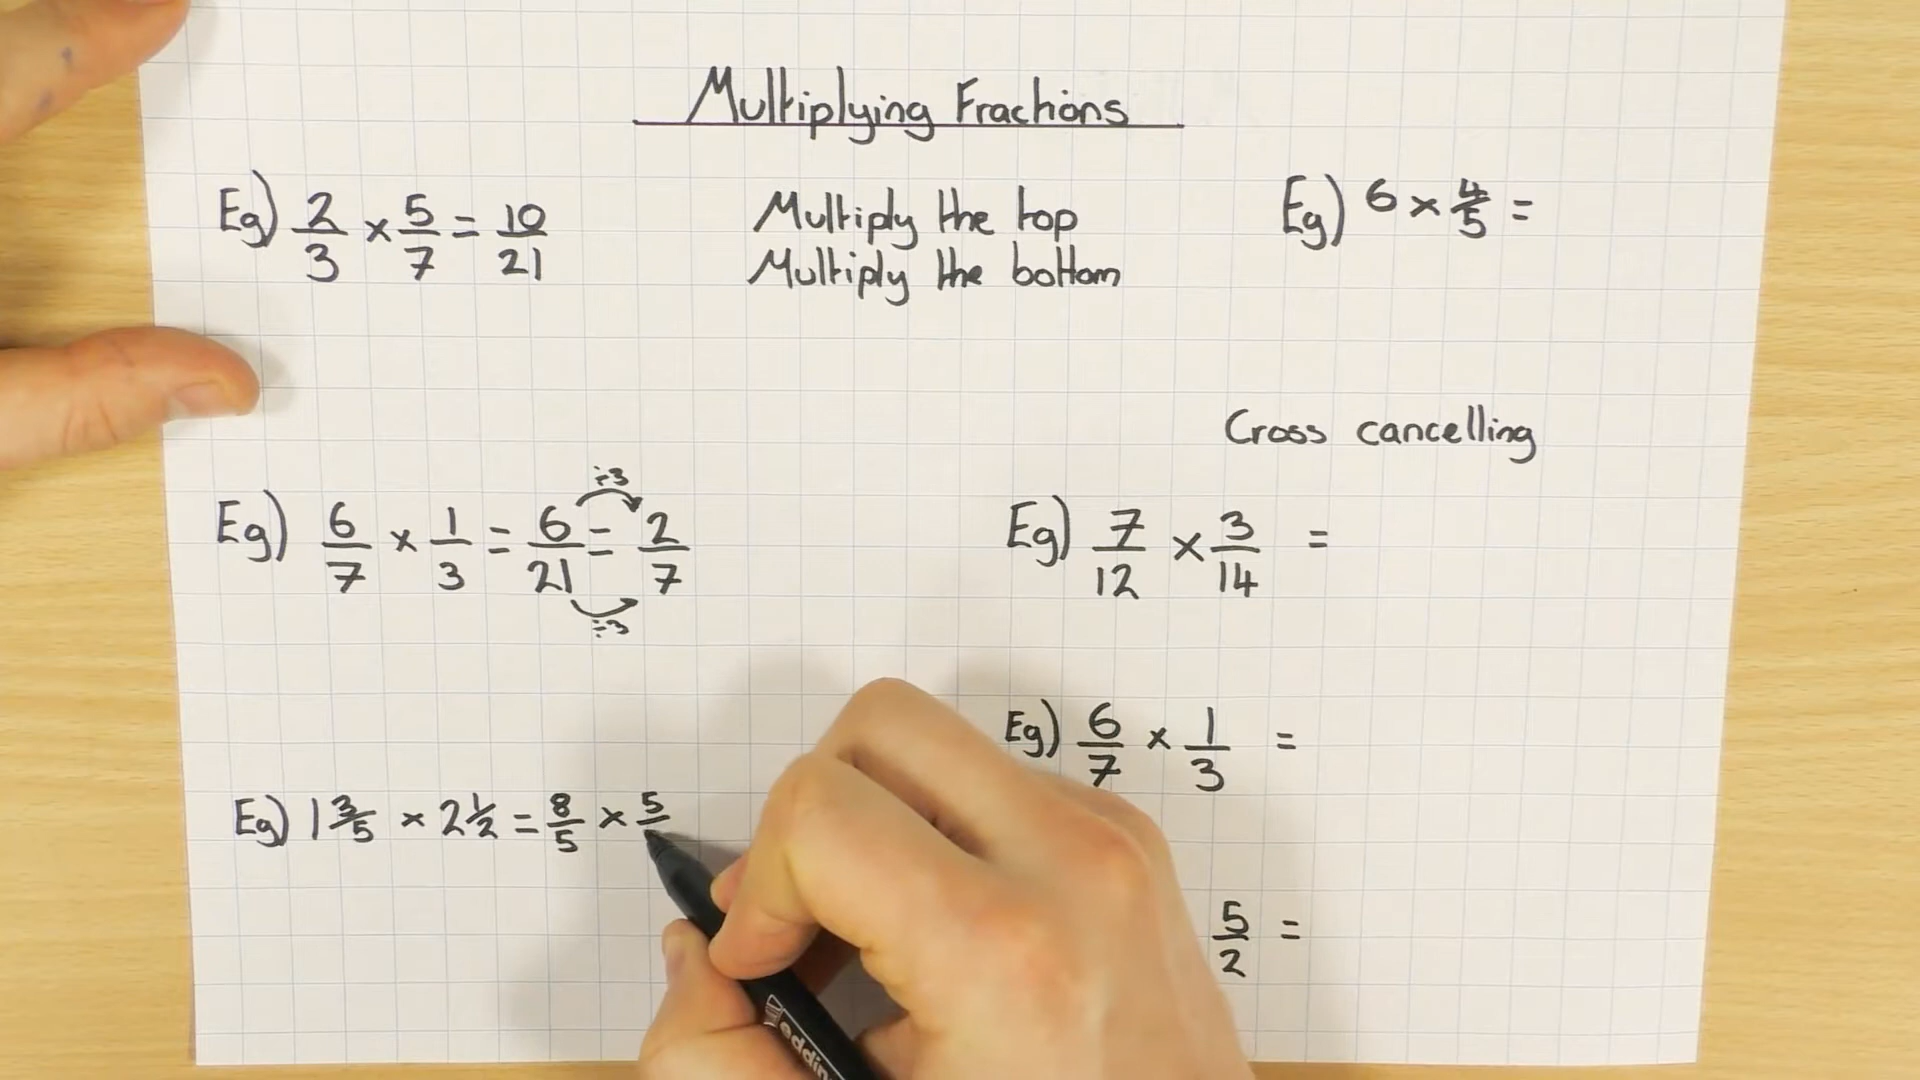 Multiplying Fractions
Eg) 2/3 × 5/7 = 10/21
Multiply the top
Multiply the bottom
Eg) 6 × 4/5 =
Cross cancelling
÷3
Eg) 6/7 × 1/3 = 6/21 = 2/7
÷3
Eg) 7/12 × 3/14 =
Eg) 6/7 × 1/3 =
Eg) 1 3/5 × 2 1/2 = 8/5 × 5/
5/2 =